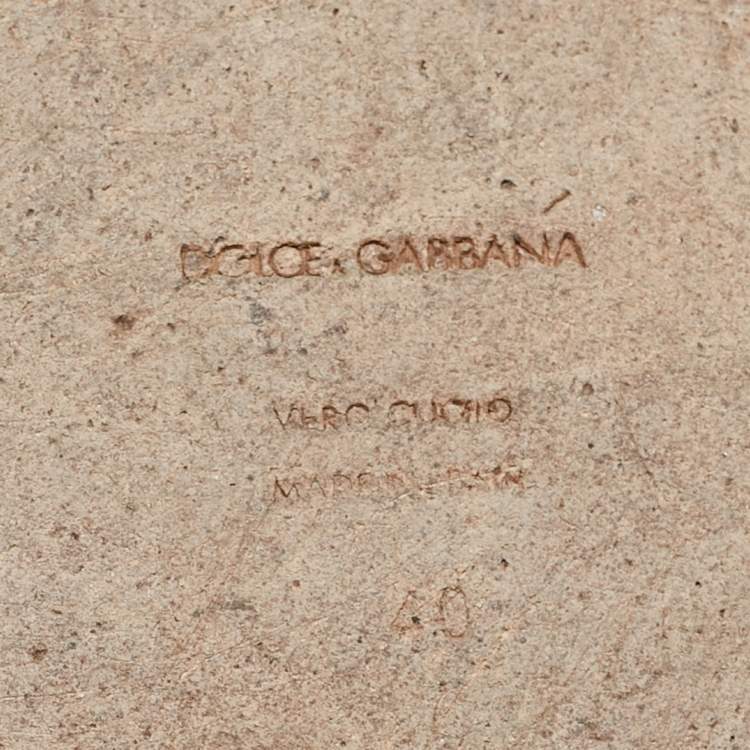 DOLCE & GABBANA
VERO CUOIO
MADE IN
40